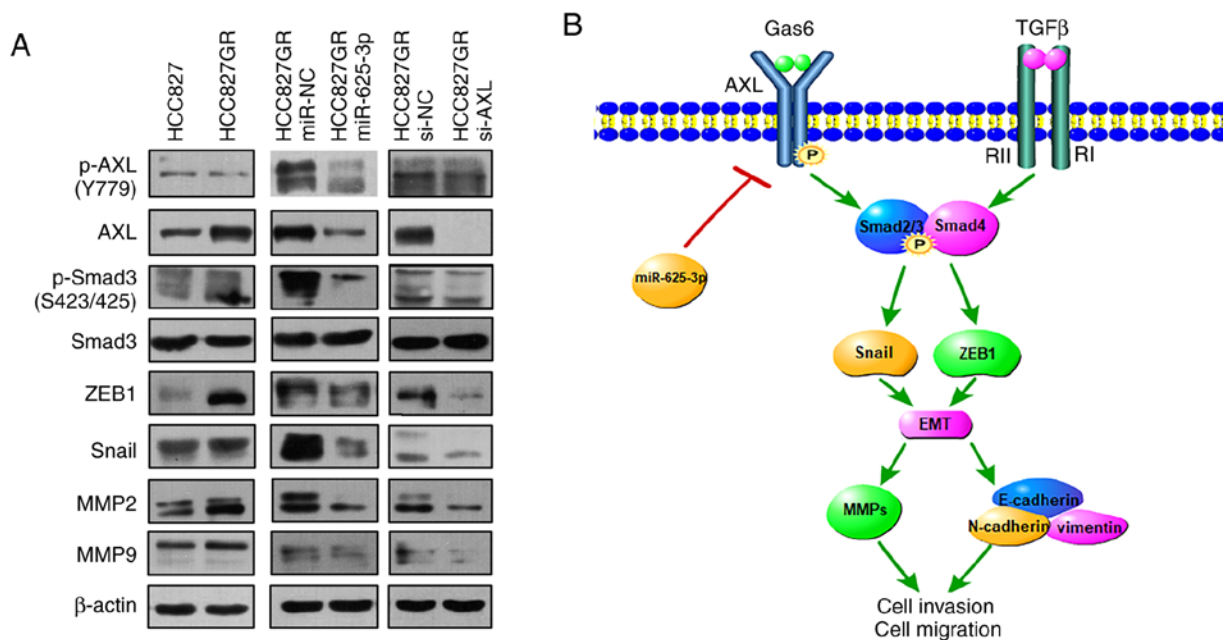 A
HCC827
HCC827GR
HCC827GR
miR-NC
HCC827GR
miR-625-3p
HCC827GR
si-NC
HCC827GR
si-AXL
p-AXL
(Y779)
AXL
p-Smad3
(S423/425)
Smad3
ZEB1
Snail
MMP2
MMP9
β-actin
B
Gas6
TGFβ
AXL
P
RII
RI
Smad2/3
Smad4
P
miR-625-3p
Snail
ZEB1
EMT
MMPs
E-cadherin
N-cadherin
vimentin
Cell invasion
Cell migration